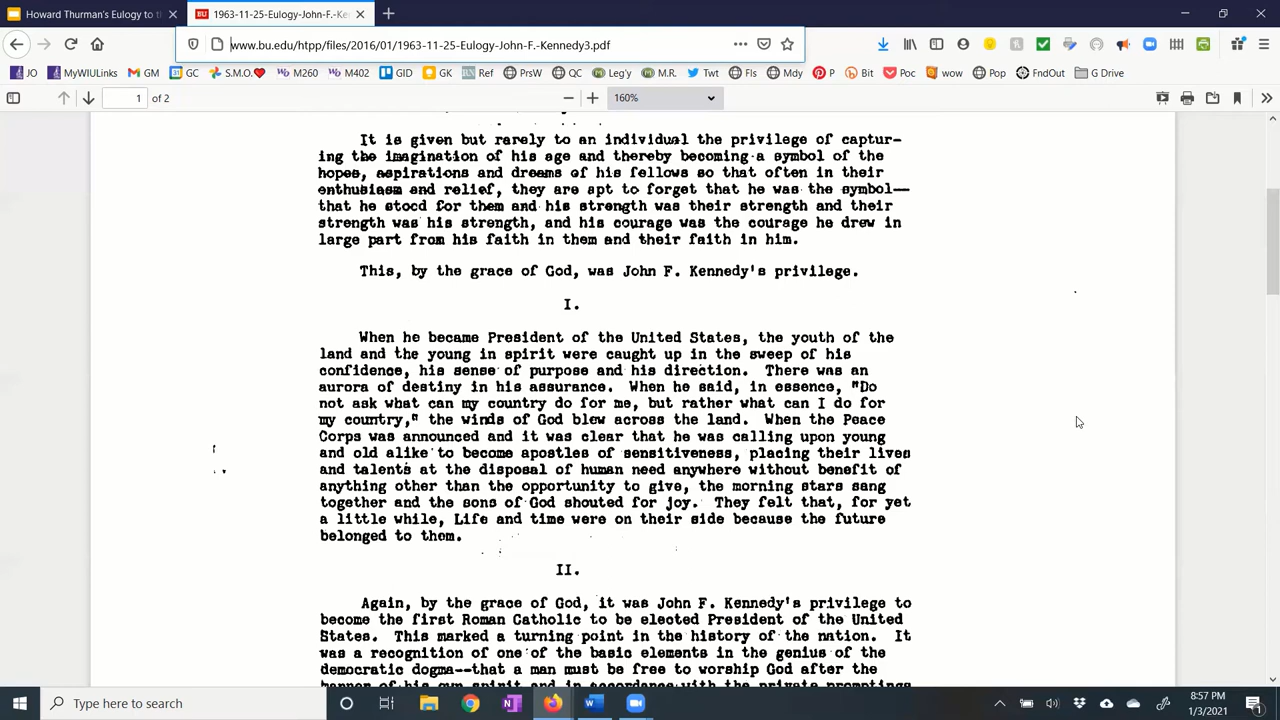 Howard Thurman's Eulogy to th
1963-11-25-Eulogy-John-F.-Ke
www.bu.edu/htpp/files/2016/01/1963-11-25-Eulogy-John-F.-Kennedy3.pdf
JO MyWIULinks GM GC S.M.O. M260 M402 GID GK Ref PrsW QC Leg'y M.R. Twt Fls Mdy P Blt Poc wow Pop FndOut G Drive
1 of 2 160%
It is given but rarely to an individual the privilege of captur-
ing the imagination of his age and thereby becoming a symbol of the
hopes, aspirations and dreams of his fellows so that often in their
enthusiasm and relief, they are apt to forget that he was the symbol--
that he stood for them and his strength was their strength and their
strength was his strength, and his courage was the courage he drew in
large part from his faith in them and their faith in him.
This, by the grace of God, was John F. Kennedy's privilege.
I.
When he became President of the United States, the youth of the
land and the young in spirit were caught up in the sweep of his
confidence, his sense of purpose and his direction. There was an
aurora of destiny in his assurance. When he said, in essence, "Do
not ask what can my country do for me, but rather what can I do for
my country," the winds of God blew across the land. When the Peace
Corps was announced and it was clear that he was calling upon young
and old alike to become apostles of sensitiveness, placing their lives
and talents at the disposal of human need anywhere without benefit of
anything other than the opportunity to give, the morning stars sang
together and the sons of God shouted for joy. They felt that, for yet
a little while, Life and time were on their side because the future
belonged to them.
II.
Again, by the grace of God, it was John F. Kennedy's privilege to
become the first Roman Catholic to be elected President of the United
States. This marked a turning point in the history of the nation. It
was a recognition of one of the basic elements in the genius of the
democratic dogma--that a man must be free to worship God after the
manner of his own spirit and in accordance with the private promptings
Type here to search
8:57 PM
1/3/2021